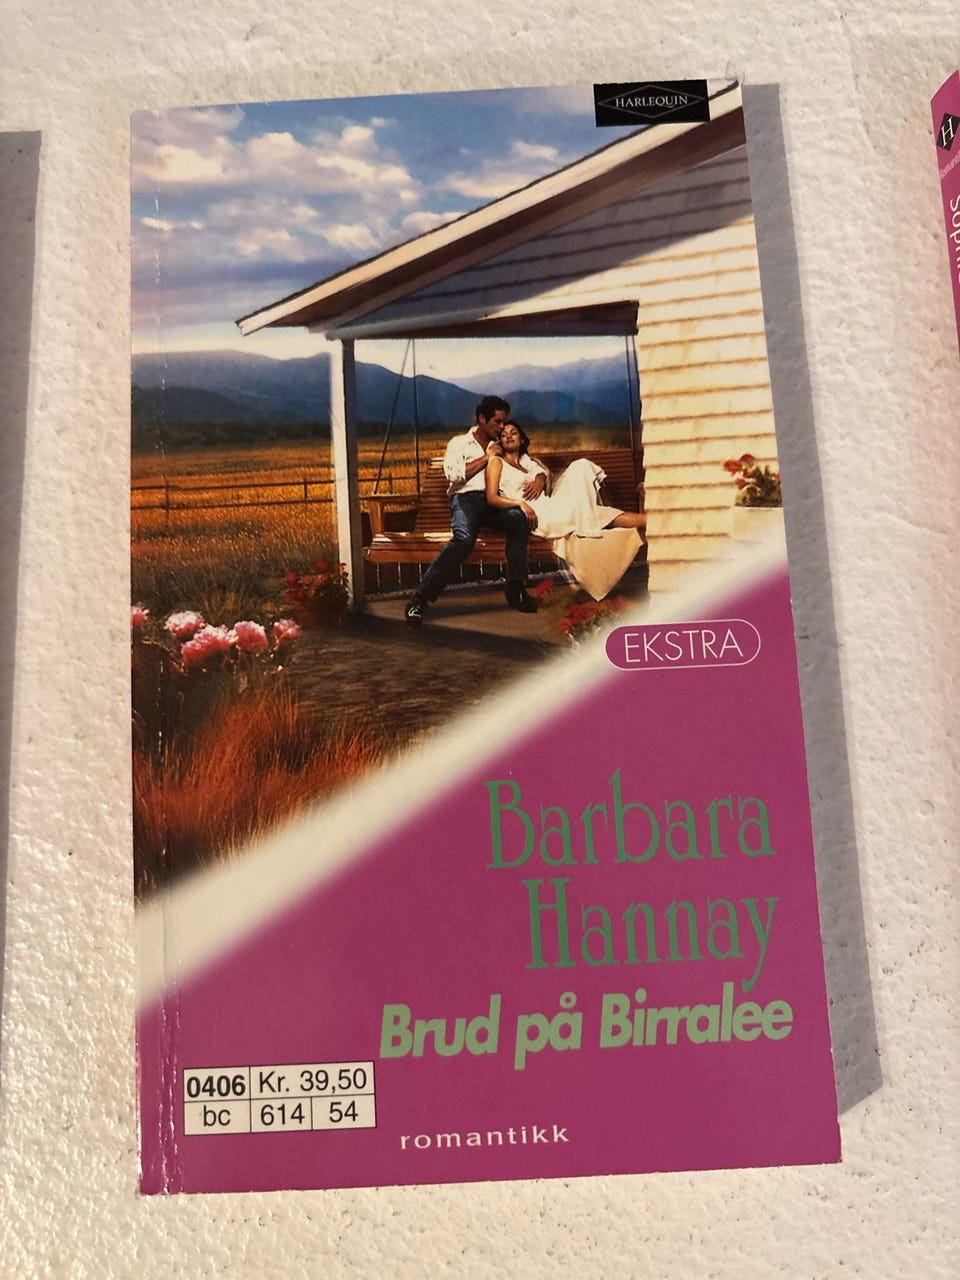 HARLEQUIN
EKSTRA
Barbara
Hannay
Brud på Birralee
0406 Kr. 39,50
bc 614 54
romantikk
H